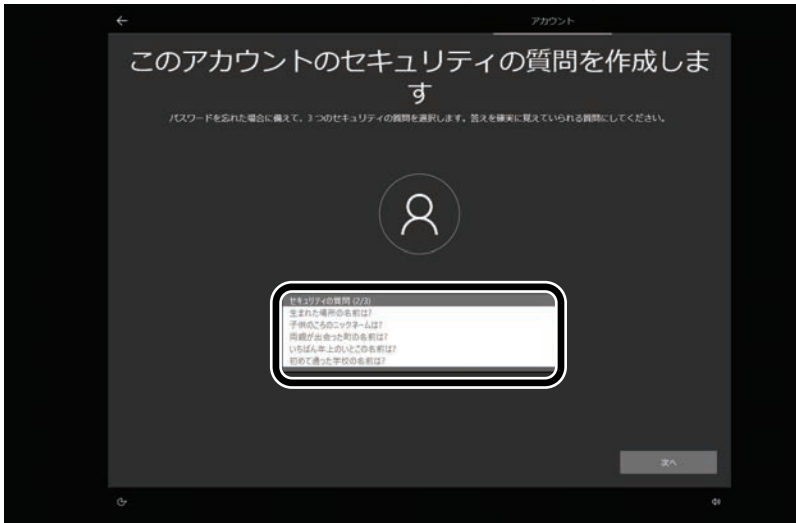 アカウント
このアカウントのセキュリティの質問を作成しま
す
パスワードを忘れた場合に備えて、3 つのセキュリティの質問を選択します。答えを確実に覚えていられる質問にしてください。
セキュリティの質問 (2/3)
生まれた場所の名前は?
子供のころのニックネームは?
両親が出会った町の名前は?
いちばん年上のいとこの名前は?
初めて通った学校の名前は?
次へ